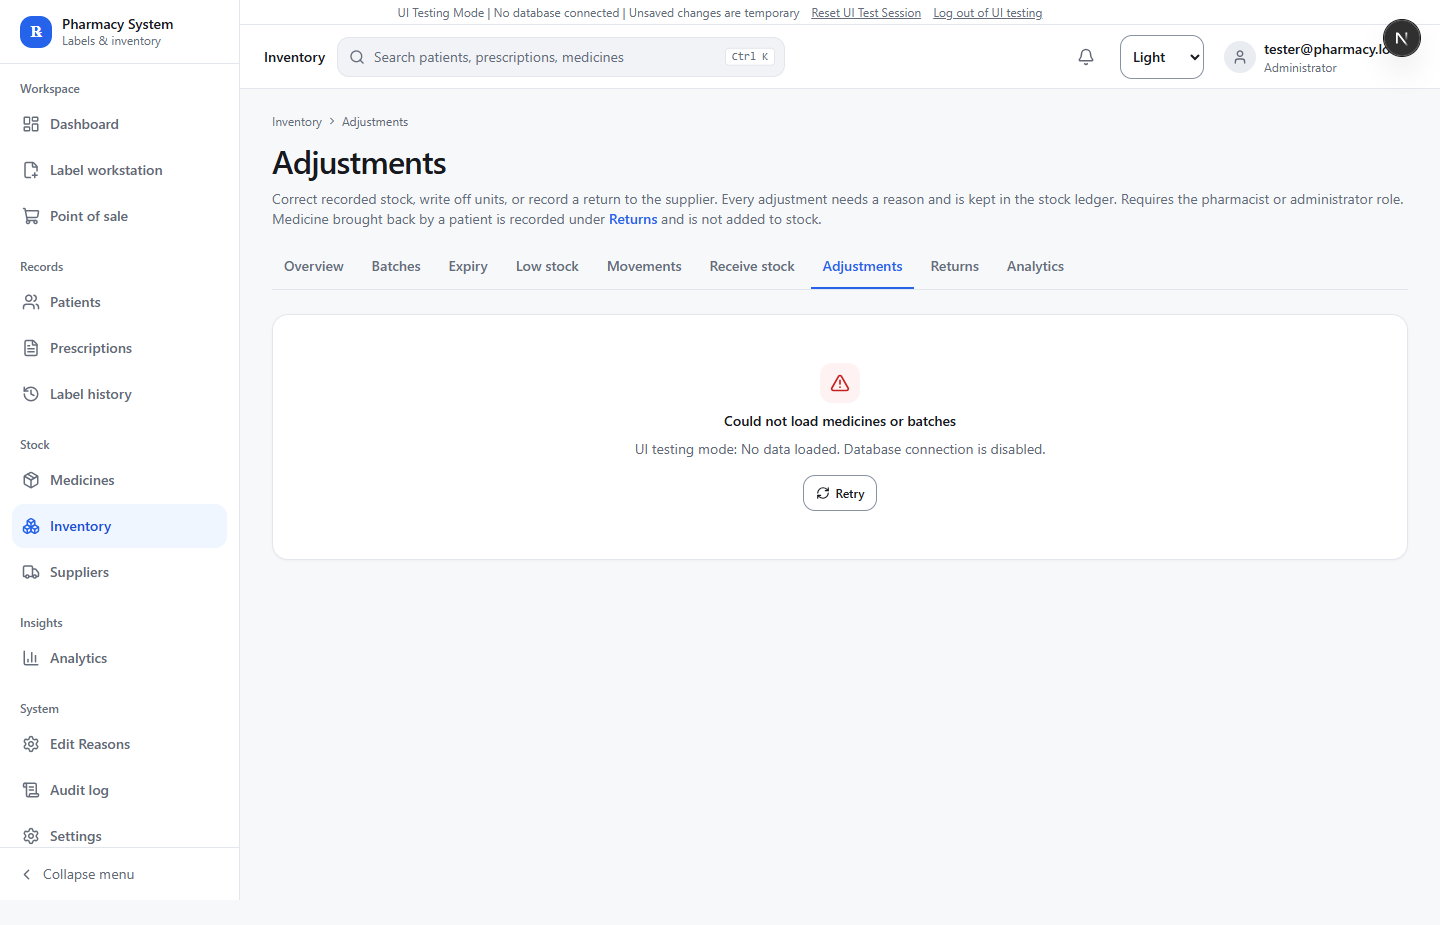 UI Testing Mode | No database connected | Unsaved changes are temporary Reset UI Test Session Log out of UI testing
Pharmacy System
Labels & inventory
Inventory
Search patients, prescriptions, medicines
Ctrl K
Light
tester@pharmacy.lo
Administrator
N
Workspace
Dashboard
Label workstation
Point of sale
Records
Patients
Prescriptions
Label history
Stock
Medicines
Inventory
Suppliers
Insights
Analytics
System
Edit Reasons
Audit log
Settings
Collapse menu
Inventory > Adjustments
Adjustments
Correct recorded stock, write off units, or record a return to the supplier. Every adjustment needs a reason and is kept in the stock ledger. Requires the pharmacist or administrator role.
Medicine brought back by a patient is recorded under Returns and is not added to stock.
Overview Batches Expiry Low stock Movements Receive stock Adjustments Returns Analytics
Could not load medicines or batches
UI testing mode: No data loaded. Database connection is disabled.
Retry